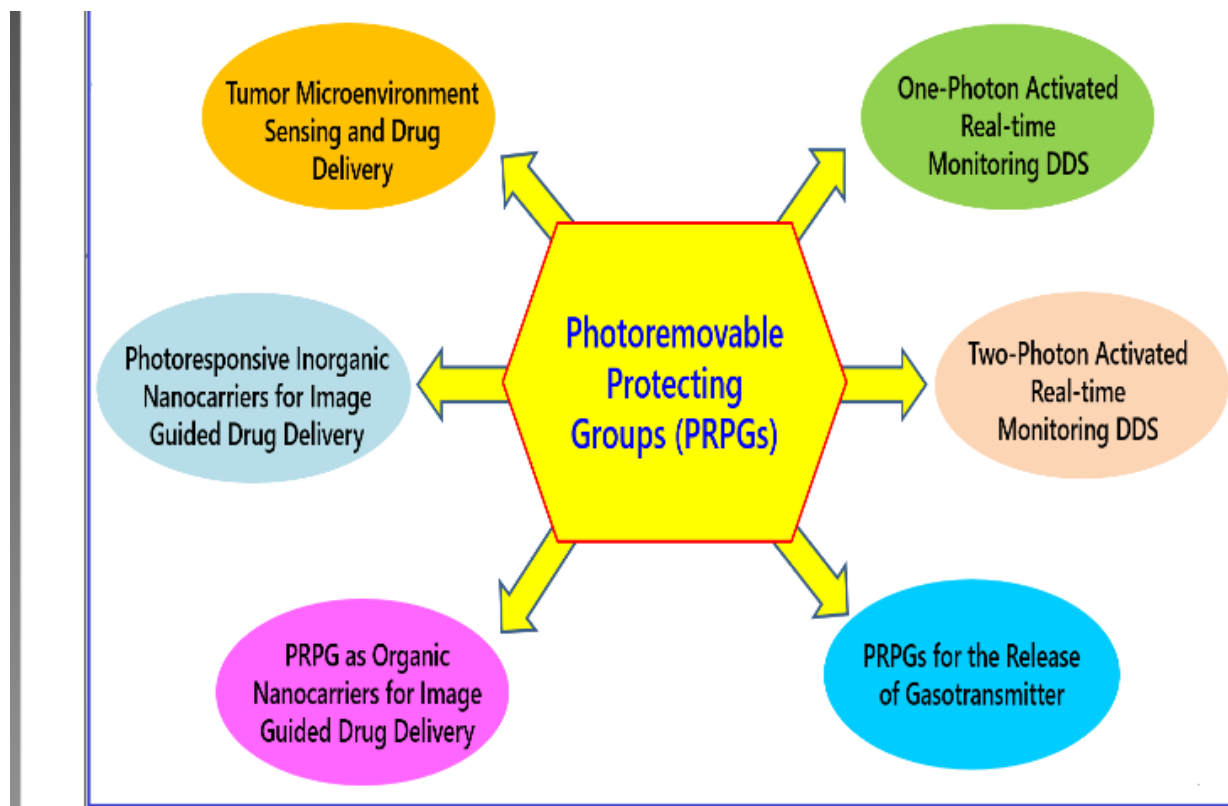 Tumor Microenvironment
Sensing and Drug
Delivery
One-Photon Activated
Real-time
Monitoring DDS
Photoresponsive Inorganic
Nanocarriers for Image
Guided Drug Delivery
Photoremovable
Protecting
Groups (PRPGs)
Two-Photon Activated
Real-time
Monitoring DDS
PRPG as Organic
Nanocarriers for Image
Guided Drug Delivery
PRPGs for the Release
of Gasotransmitter